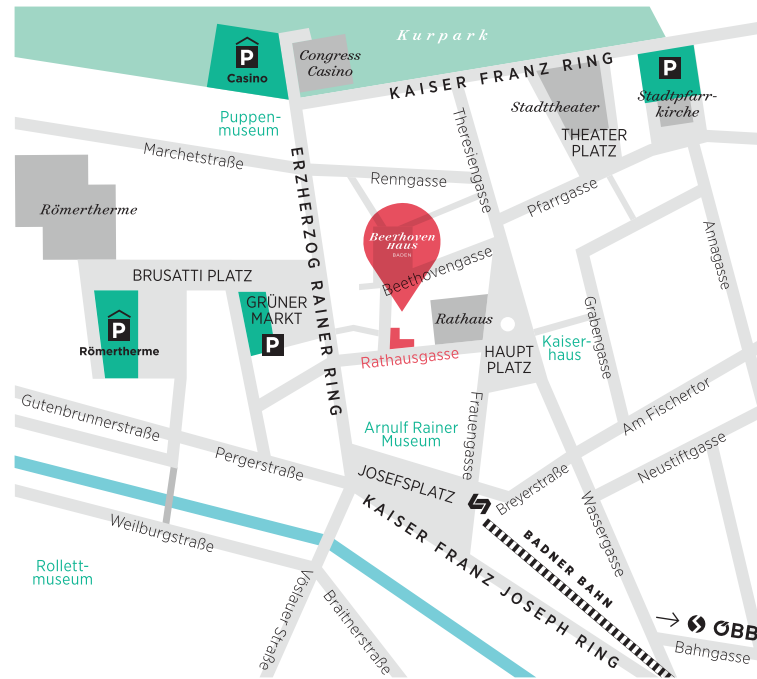 Kurpark
P
Casino
Congress
Casino
KAISER FRANZ RING
P
Stadtpfarr-
kirche
Stadttheater
THEATER
PLATZ
Puppen-
museum
Marchetstraße
ERZHERZOG RAINER RING
Renngasse
Theresiengasse
Pfarrgasse
Annagasse
Römertherme
BEETHOVEN
HAUS
BADEN
Beethovengasse
BRUSATTI PLATZ
GRÜNER
MARKT
P
P
Römertherme
Rathaus
Rathausgasse
HAUPT
PLATZ
Kaiser-
haus
Grabengasse
Gutenbrunnerstraße
Arnulf Rainer
Museum
Frauengasse
Am Fischertor
Neustiftgasse
Pergerstraße
JOSEFSPLATZ
Breyerstraße
Wassergasse
Weilburgstraße
KAISER FRANZ JOSEPH RING
BADNER BAHN
Rollett-
museum
Vöslauer Straße
Braitnerstraße
ÖBB
Bahngasse